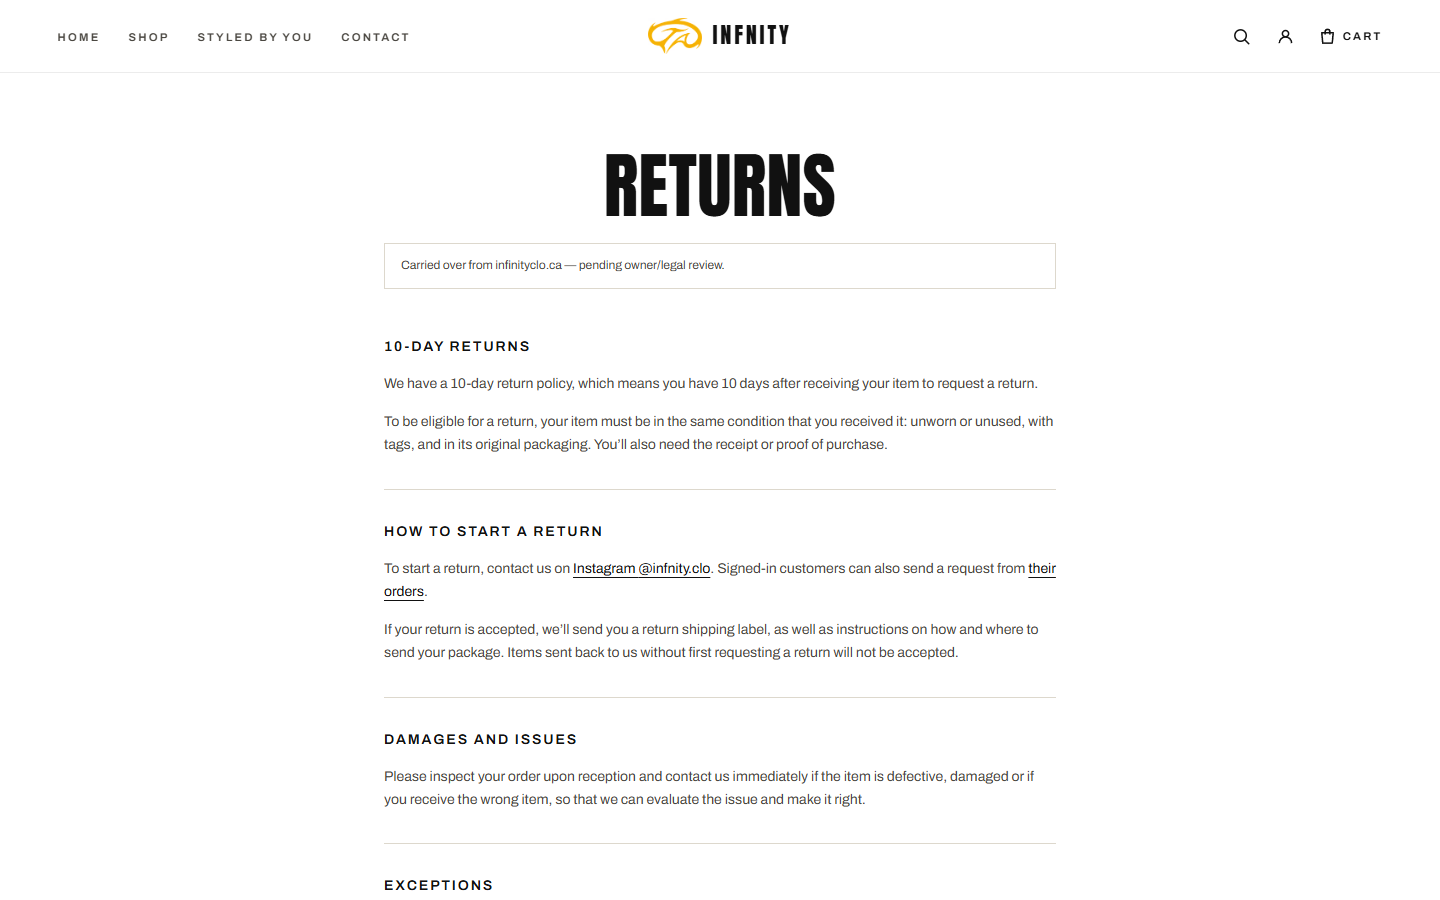 HOME SHOP STYLED BY YOU CONTACT INFNITY CART
RETURNS
Carried over from infinityclo.ca — pending owner/legal review.
10-DAY RETURNS
We have a 10-day return policy, which means you have 10 days after receiving your item to request a return.
To be eligible for a return, your item must be in the same condition that you received it: unworn or unused, with
tags, and in its original packaging. You’ll also need the receipt or proof of purchase.
HOW TO START A RETURN
To start a return, contact us on Instagram @infnity.clo. Signed-in customers can also send a request from their
orders.
If your return is accepted, we’ll send you a return shipping label, as well as instructions on how and where to
send your package. Items sent back to us without first requesting a return will not be accepted.
DAMAGES AND ISSUES
Please inspect your order upon reception and contact us immediately if the item is defective, damaged or if
you receive the wrong item, so that we can evaluate the issue and make it right.
EXCEPTIONS